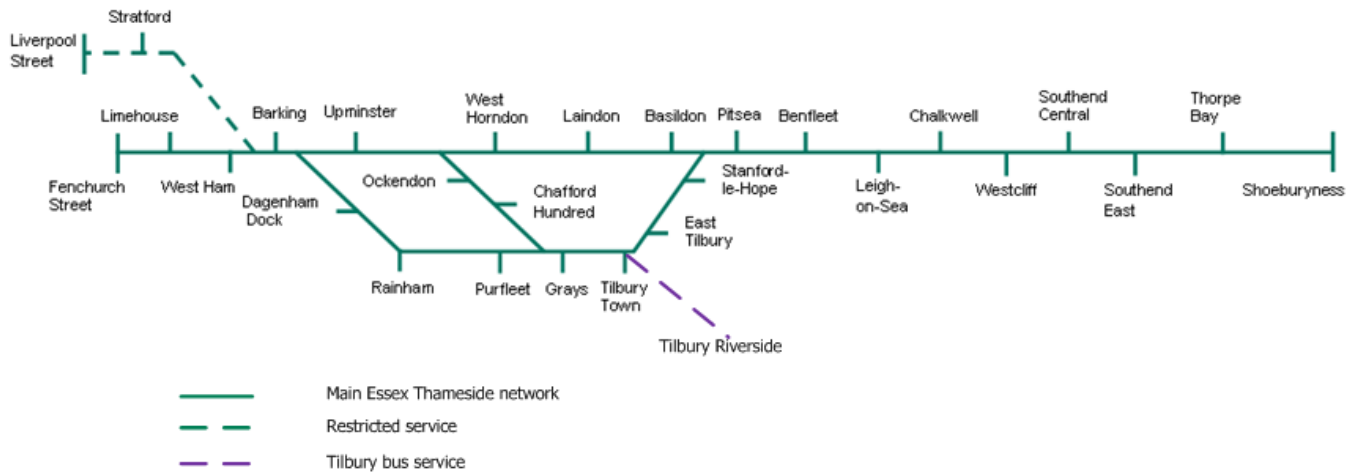 Stratford
Liverpool
Street
Limehouse
Barking
Upminster
West
Horndon
Laindon
Basildon
Pitsea
Benfleet
Chalkwell
Southend
Central
Thorpe
Bay
Fenchurch
Street
West Ham
Dagenham
Dock
Ockendon
Chafford
Hundred
Stanford-
le-Hope
East
Tilbury
Leigh-
on-Sea
Westcliff
Southend
East
Shoeburyness
Rainham
Purfleet
Grays
Tilbury
Town
Tilbury Riverside
Main Essex Thameside network
Restricted service
Tilbury bus service